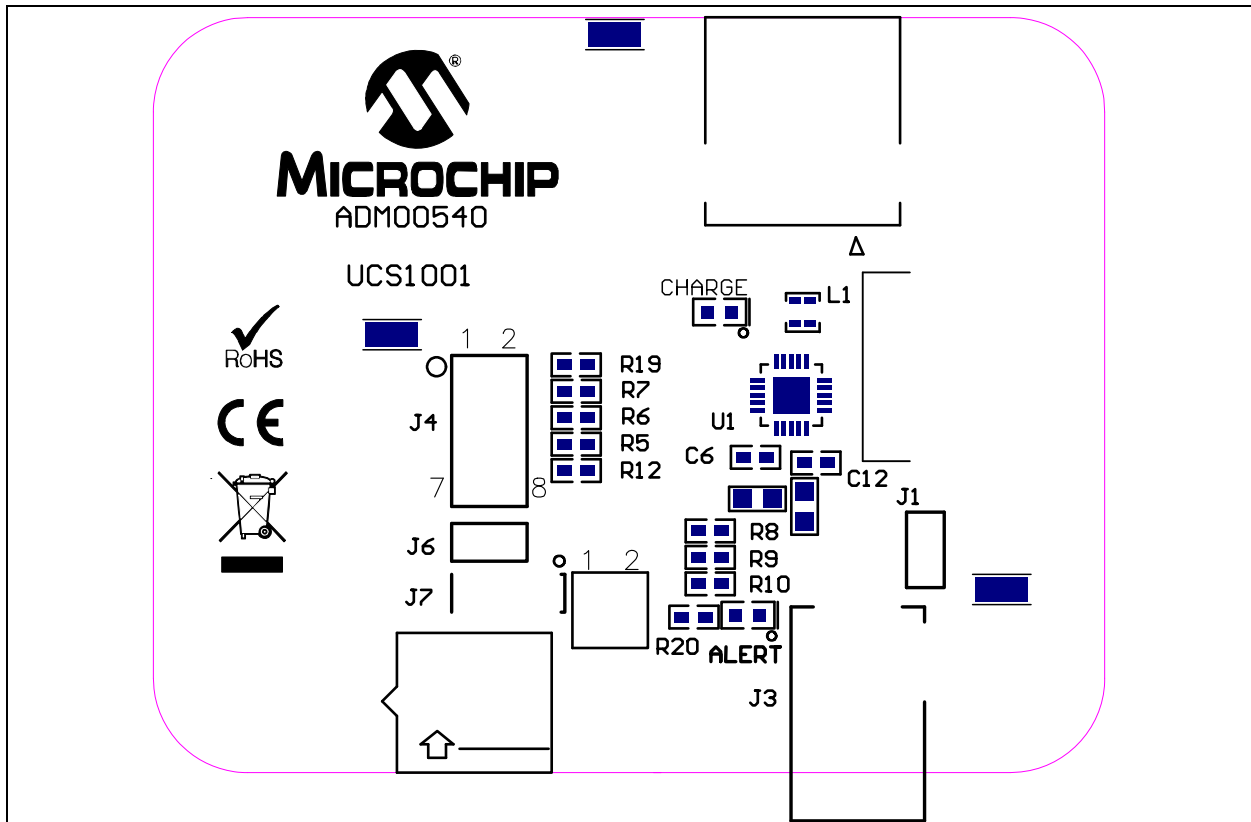 ®
MICROCHIP
ADM00540
UCS1001
CHARGE
L1
RoHS
1 2
R19
R7
J4
R6
U1
R5
R12
C6
7 8
C12
J1
J6
R8
R9
1 2
R10
J7
R20
ALERT
J3
CE